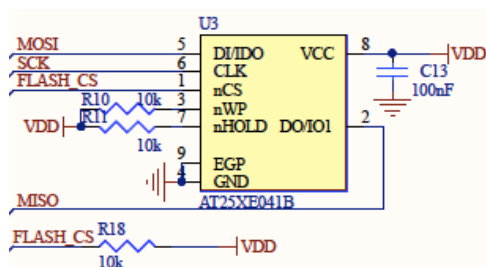 U3
MOSI 5 DI/IDO VCC 8 VDD
SCK 6 CLK C13
FLASH_CS 1 nCS 100nF
R10 10k 3 nWP
R11 7 nHOLD DO/IO1 2
VDD
10k
9 EGP
4 GND
MISO AT25XE041B
FLASH_CS R18 VDD
10k